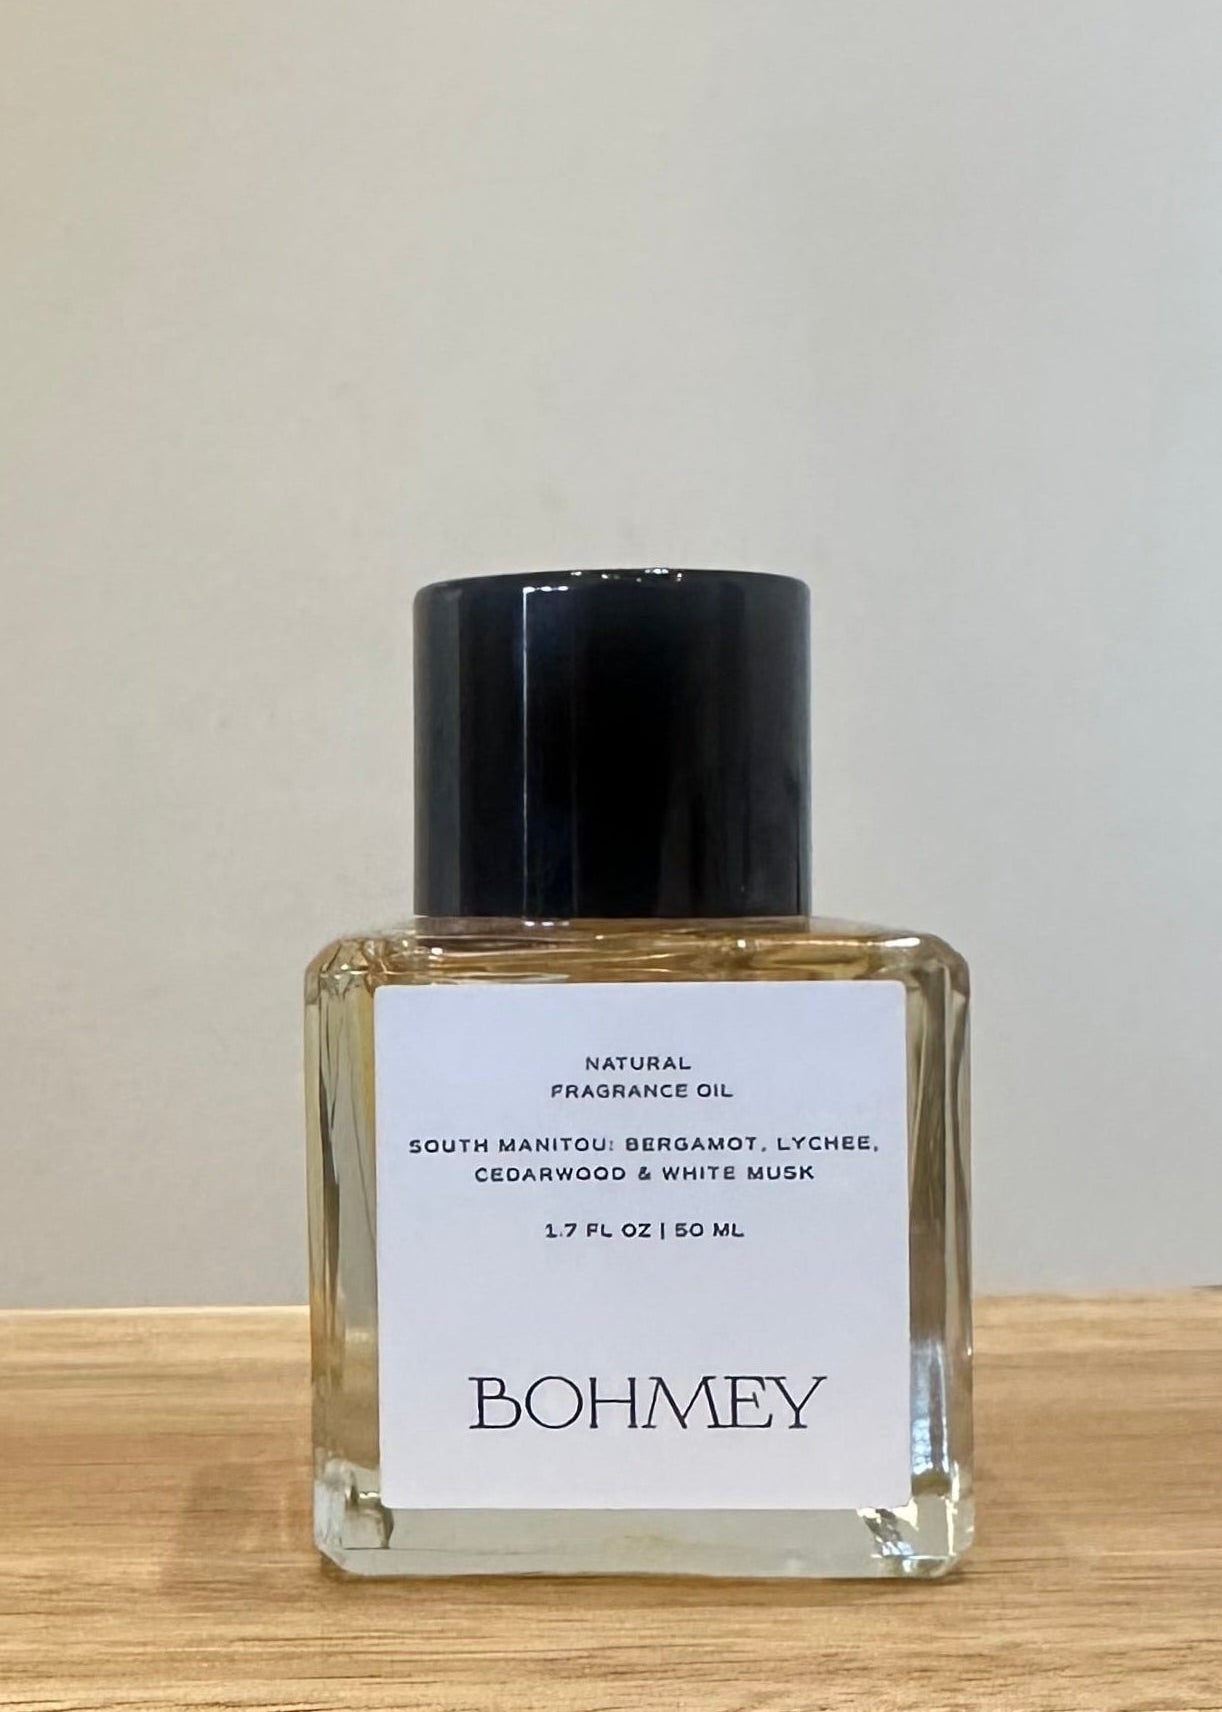 NATURAL
FRAGRANCE OIL
SOUTH MANITOU: BERGAMOT, LYCHEE,
CEDARWOOD & WHITE MUSK
1.7 FL OZ | 50 ML
BOHMEY